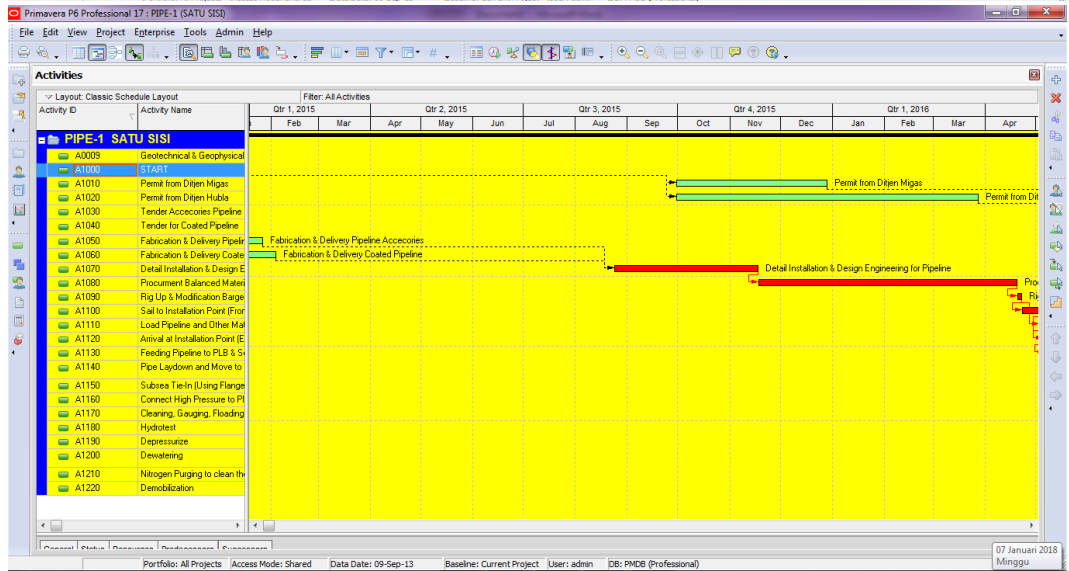 Primavera P6 Professional 17 : PIPE-1 (SATU SISI)
File Edit View Project Enterprise Tools Admin Help
Activities
Layout: Classic Schedule Layout Filter: All Activities
Activity ID Activity Name Qtr 1, 2015 Qtr 2, 2015 Qtr 3, 2015 Qtr 4, 2015 Qtr 1, 2016
Feb Mar Apr May Jun Jul Aug Sep Oct Nov Dec Jan Feb Mar Apr
PIPE-1 SATU SISI
A0009 Geotechnical & Geophysical
A1000 START
A1010 Permit from Ditjen Migas Permit from Ditjen Migas
A1020 Permit from Ditjen Hubla Permit from Dit
A1030 Tender Accecories Pipeline
A1040 Tender for Coated Pipeline
A1050 Fabrication & Delivery Pipelir Fabrication & Delivery Pipeline Accecories
A1060 Fabrication & Delivery Coate Fabrication & Delivery Coated Pipeline
A1070 Detail Installation & Design E Detail Installation & Design Engineering for Pipeline
A1080 Procument Balanced Materi Pro
A1090 Rig Up & Modification Barge Ri
A1100 Sail to Installation Point (Fror
A1110 Load Pipeline and Other Mat
A1120 Arrival at Installation Point (E
A1130 Feeding Pipeline to PLB & S
A1140 Pipe Laydown and Move to
A1150 Subsea Tie-In (Using Flange
A1160 Connect High Pressure to Pl
A1170 Cleaning, Gauging, Floading
A1180 Hydrotest
A1190 Depressurize
A1200 Dewatering
A1210 Nitrogen Purging to clean the
A1220 Demobilization
General Status Resources Predecessors Successors
07 Januari 2018
Minggu
Portfolio: All Projects Access Mode: Shared Data Date: 09-Sep-13 Baseline: Current Project User: admin DB: PMDB (Professional)